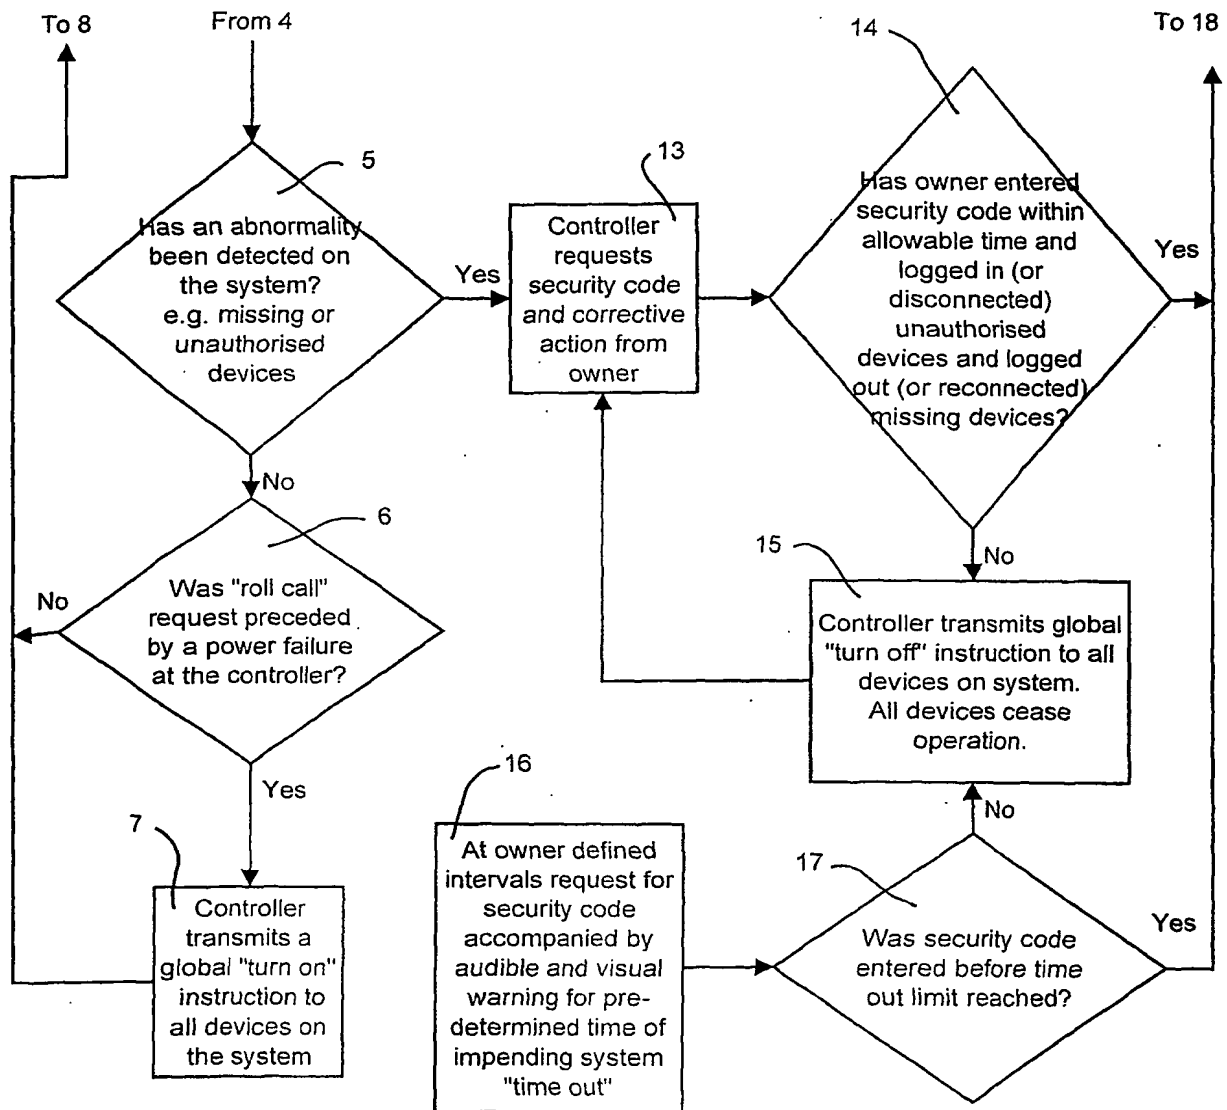 To 8
From 4
14
To 18
5
Has an abnormality
been detected on
the system?
e.g. missing or
unauthorised
devices
Yes
13
Controller
requests
security code
and corrective
action from
owner
Has owner entered
security code within
allowable time and
logged in (or
disconnected)
unauthorised
devices and logged
out (or reconnected)
missing devices?
Yes
No
6
Was "roll call"
request preceded
by a power failure
at the controller?
No
Yes
No
15
Controller transmits global
"turn off" instruction to all
devices on system.
All devices cease
operation.
7
Controller
transmits a
global "turn on"
instruction to
all devices on
the system
16
At owner defined
intervals request for
security code
accompanied by
audible and visual
warning for pre-
determined time of
impending system
"time out"
No
17
Was security code
entered before time
out limit reached?
Yes